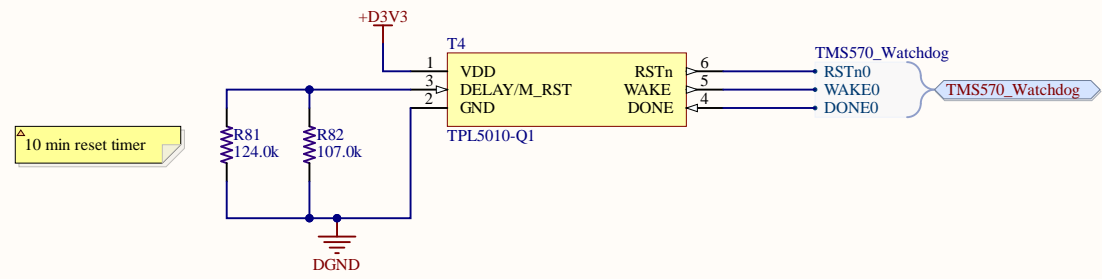 +D3V3
T4
TMS570_Watchdog
1 VDD RSTn 6 RSTn0
3 DELAY/M_RST WAKE 5 WAKE0 TMS570_Watchdog
2 GND DONE 4 DONE0
TPL5010-Q1
R81
124.0k
R82
107.0k
10 min reset timer
DGND